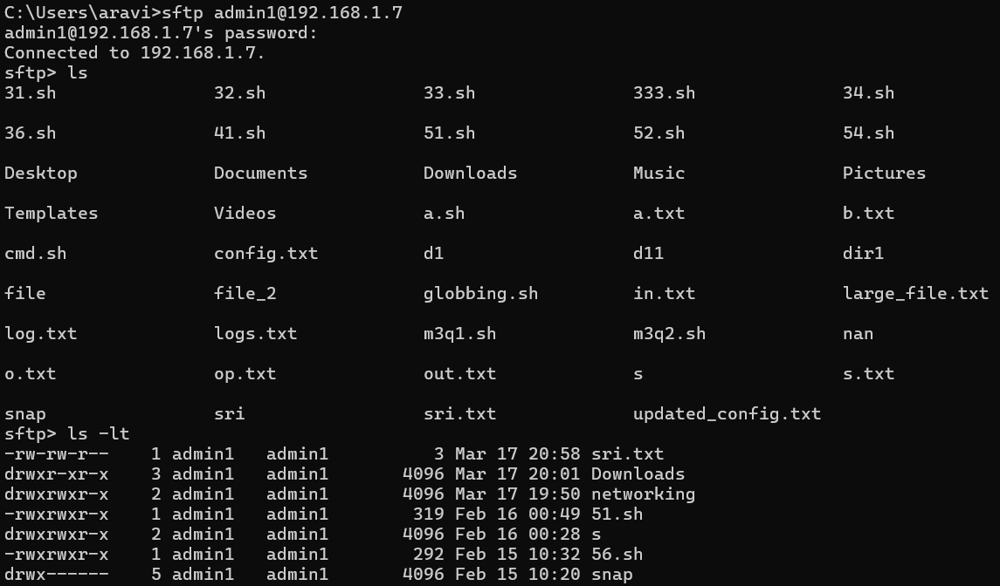 C:\Users\aravi>sftp admin1@192.168.1.7
admin1@192.168.1.7's password:
Connected to 192.168.1.7.
sftp> ls
31.sh               32.sh               33.sh               333.sh              34.sh
36.sh               41.sh               51.sh               52.sh               54.sh
Desktop             Documents           Downloads           Music               Pictures
Templates           Videos              a.sh                a.txt               b.txt
cmd.sh              config.txt          d1                  d11                 dir1
file                file_2              globbing.sh         in.txt              large_file.txt
log.txt             logs.txt            m3q1.sh             m3q2.sh             nan
o.txt               op.txt              out.txt             s                   s.txt
snap                sri                 sri.txt             updated_config.txt
sftp> ls -lt
-rw-rw-r--    1 admin1   admin1          3 Mar 17 20:58 sri.txt
drwxr-xr-x    3 admin1   admin1       4096 Mar 17 20:01 Downloads
drwxrwxr-x    2 admin1   admin1       4096 Mar 17 19:50 networking
-rwxrwxr-x    1 admin1   admin1        319 Feb 16 00:49 51.sh
drwxrwxr-x    2 admin1   admin1       4096 Feb 16 00:28 s
-rwxrwxr-x    1 admin1   admin1        292 Feb 15 10:32 56.sh
drwx------    5 admin1   admin1       4096 Feb 15 10:20 snap